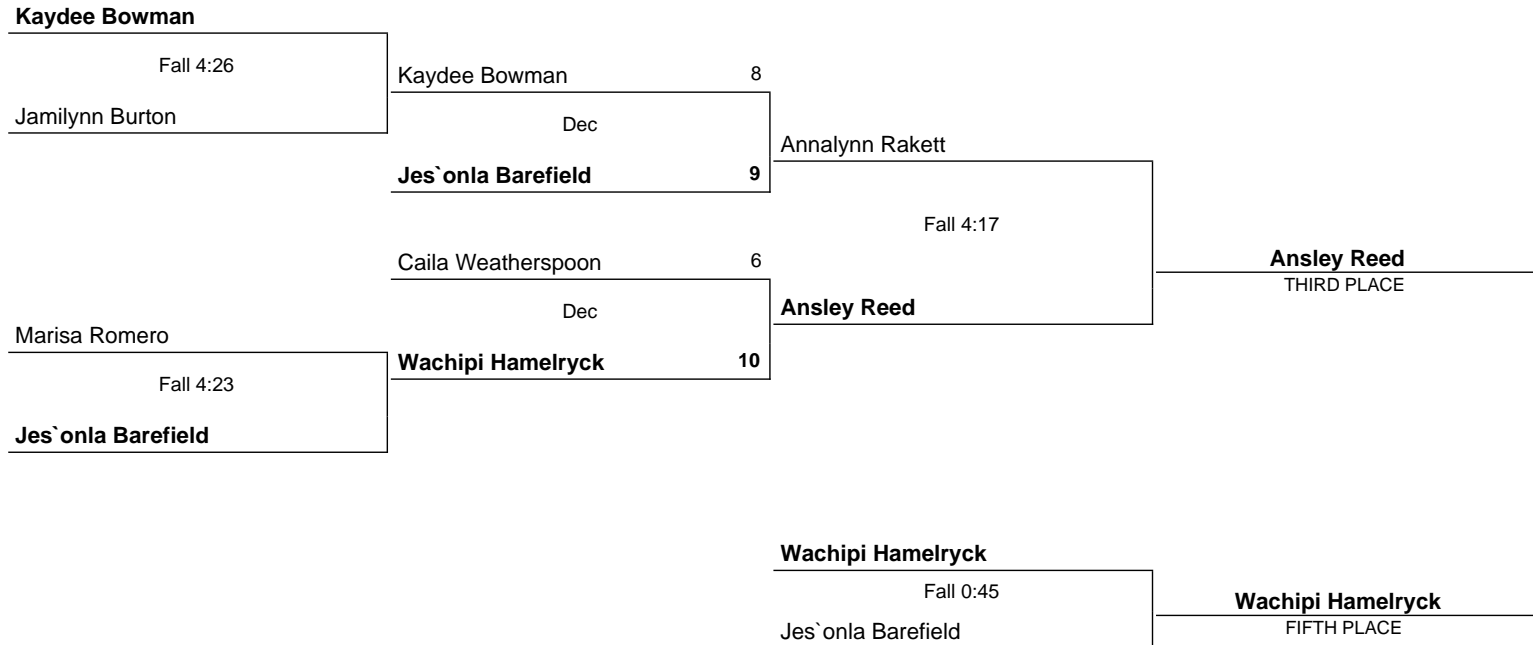 Kaydee Bowman
Fall 4:26
Jamilynn Burton
Kaydee Bowman 8
Dec
Jes`onla Barefield 9
Annalynn Rakett
Fall 4:17
Ansley Reed
Ansley Reed
THIRD PLACE
Caila Weatherspoon 6
Dec
Wachipi Hamelryck 10
Marisa Romero
Fall 4:23
Jes`onla Barefield
Wachipi Hamelryck
Fall 0:45
Jes`onla Barefield
Wachipi Hamelryck
FIFTH PLACE